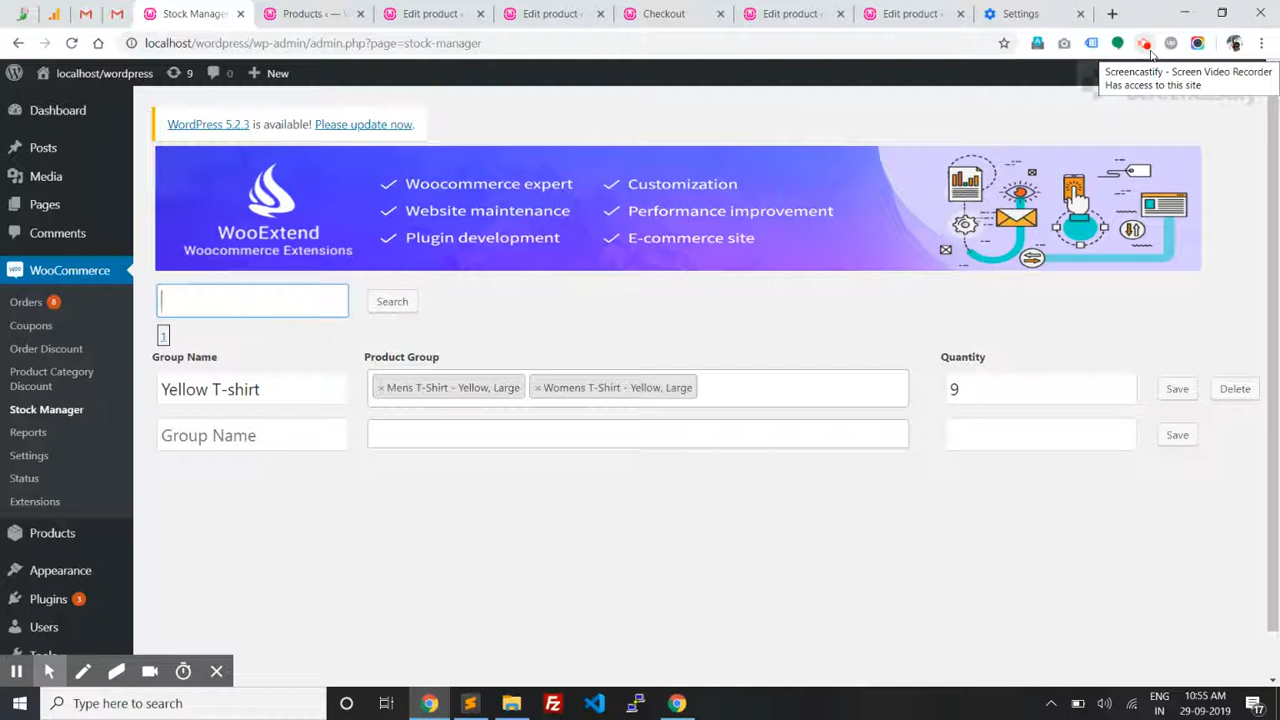 Stock Manage
Products ‹ — \
Edit product
Edit product
Checkout
Edit product
Edit product
Settings
localhost/wordpress/wp-admin/admin.php?page=stock-manager
Screencastify - Screen Video Recorder
Has access to this site
localhost/wordpress
9
0
New
Dashboard
Posts
Media
Pages
Comments
WooCommerce
Orders 8
Coupons
Order Discount
Product Category
Discount
Stock Manager
Reports
Settings
Status
Extensions
Products
Appearance
Plugins 3
Users
WordPress 5.2.3 is available! Please update now.
WooExtend
Woocommerce Extensions
Woocommerce expert
Website maintenance
Plugin development
Customization
Performance improvement
E-commerce site
Search
1
Group Name Product Group Quantity
Yellow T-shirt × Mens T-Shirt - Yellow, Large × Womens T-Shirt - Yellow, Large 9 Save Delete
Group Name Save
Type here to search
ENG
IN
10:55 AM
29-09-2019
17